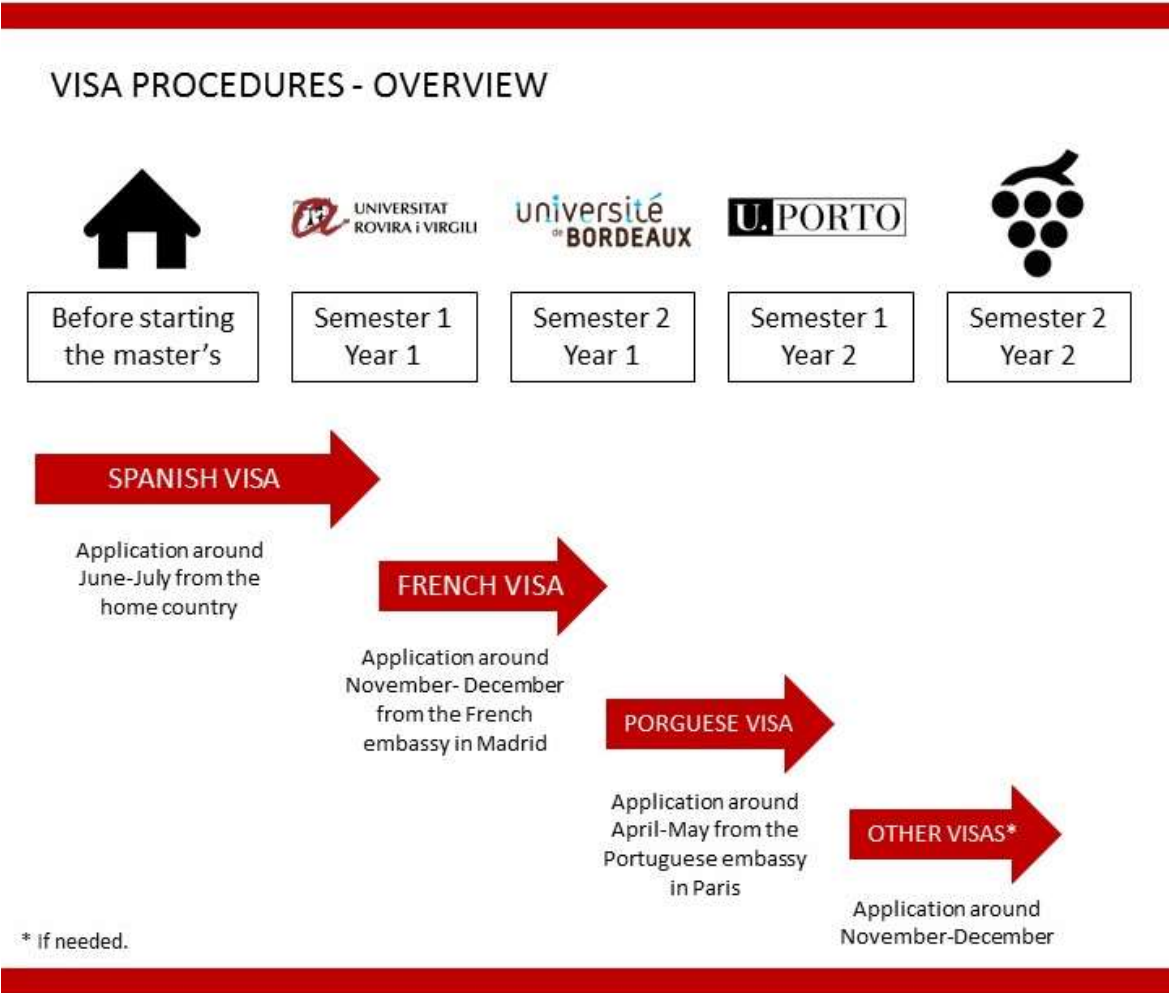 VISA PROCEDURES - OVERVIEW
UNIVERSITAT
ROVIRA i VIRGILI
université
de BORDEAUX
U. PORTO
Before starting
the master's
Semester 1
Year 1
Semester 2
Year 1
Semester 1
Year 2
Semester 2
Year 2
SPANISH VISA
Application around
June-July from the
home country
FRENCH VISA
Application around
November- December
from the French
embassy in Madrid
PORGUESE VISA
Application around
April-May from the
Portuguese embassy
in Paris
OTHER VISAS*
Application around
November-December
* If needed.